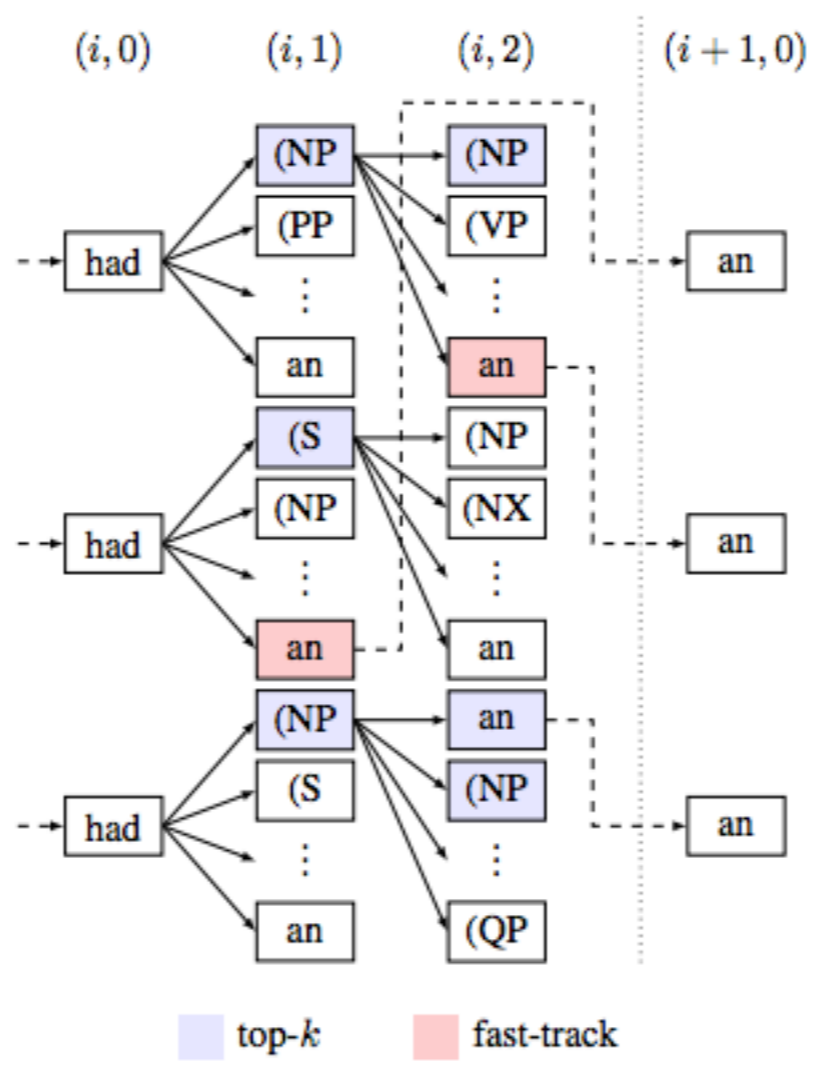 (i, 0) (i, 1) (i, 2) (i + 1, 0)
(NP (NP
(PP (VP
had an
⋮ ⋮
an an
(S (NP
(NP (NX
had an
⋮ ⋮
an an
(NP an
(S (NP
had an
⋮ ⋮
an (QP
top-k fast-track